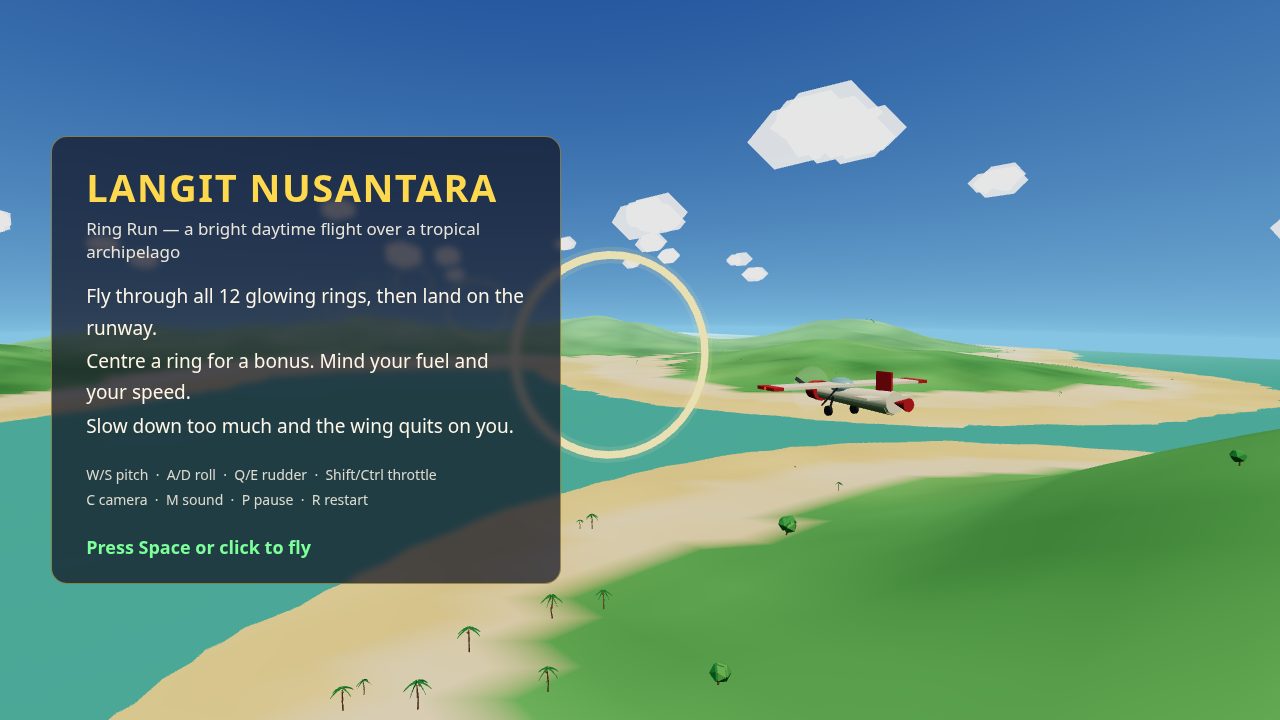 LANGIT NUSANTARA
Ring Run — a bright daytime flight over a tropical
archipelago
Fly through all 12 glowing rings, then land on the
runway.
Centre a ring for a bonus. Mind your fuel and
your speed.
Slow down too much and the wing quits on you.
W/S pitch · A/D roll · Q/E rudder · Shift/Ctrl throttle
C camera · M sound · P pause · R restart
Press Space or click to fly